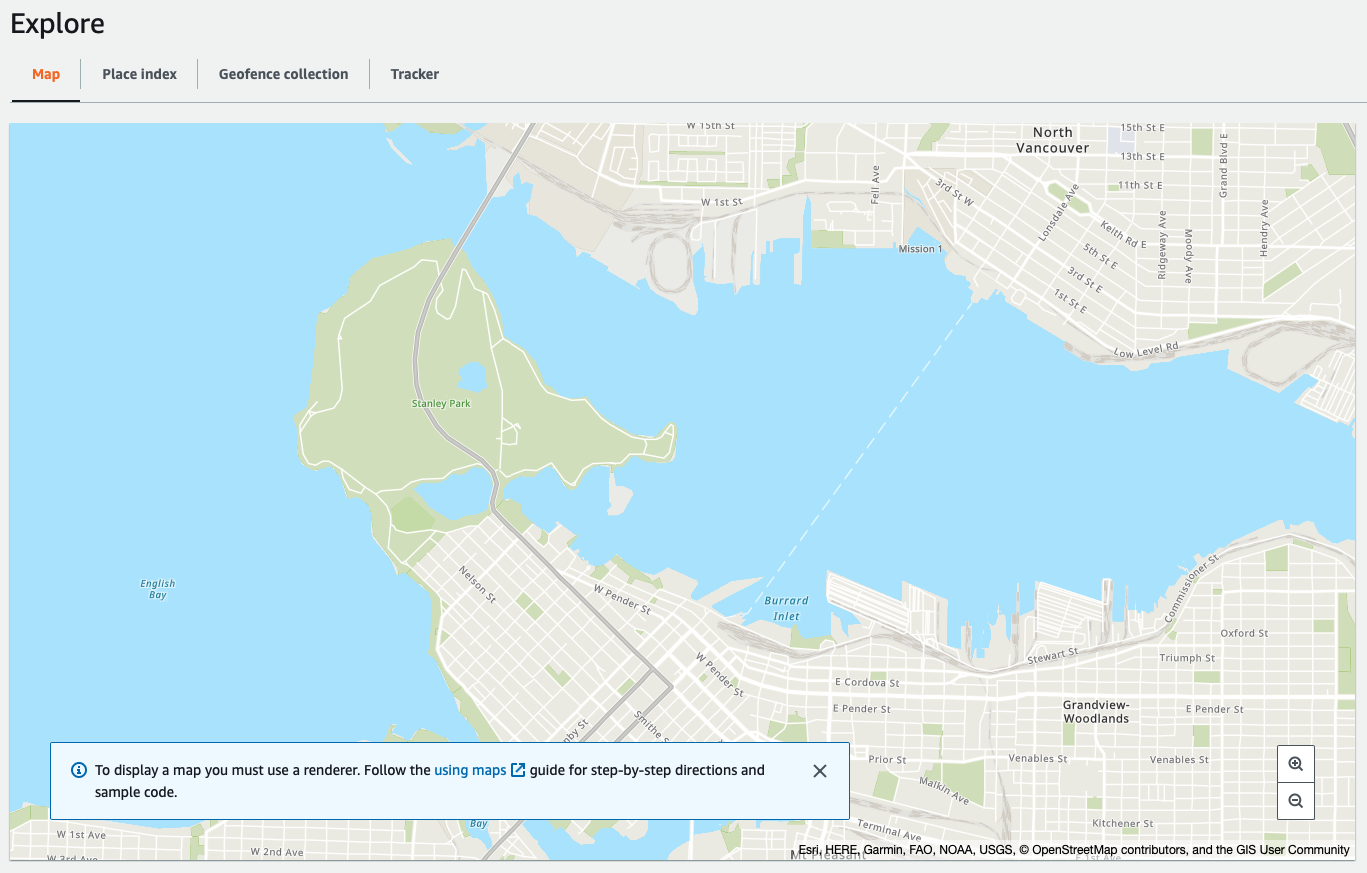 Explore
Map
Place index
Geofence collection
Tracker
W 15th St
North
Vancouver
15th St E
13th St E
11th St E
Grand Blvd E
Fell Ave
3rd St W
W 1st St
Lonsdale Ave
Keith Rd E
Ridgeway Ave
Moody Ave
Hendry Ave
Mission 1
5th St E
3rd St E
1st St E
Low Level Rd
Stanley Park
English
Bay
Nelson St
W Pender St
Burrard
Inlet
Commissioner St
Oxford St
Stewart St
Triumph St
W Pender St
E Cordova St
E Pender St
Grandview-
Woodlands
E Pender St
Smithe S
by St
Prior St
Venables St
Venables St
Malkin Ave
To display a map you must use a renderer. Follow the using maps guide for step-by-step directions and
sample code.
Bay
Kitchener St
W 1st Ave
Terminal Ave
W 2nd Ave
W 3rd Ave
Mt Pleasant
E 1st Ave
Esri, HERE, Garmin, FAO, NOAA, USGS, © OpenStreetMap contributors, and the GIS User Community